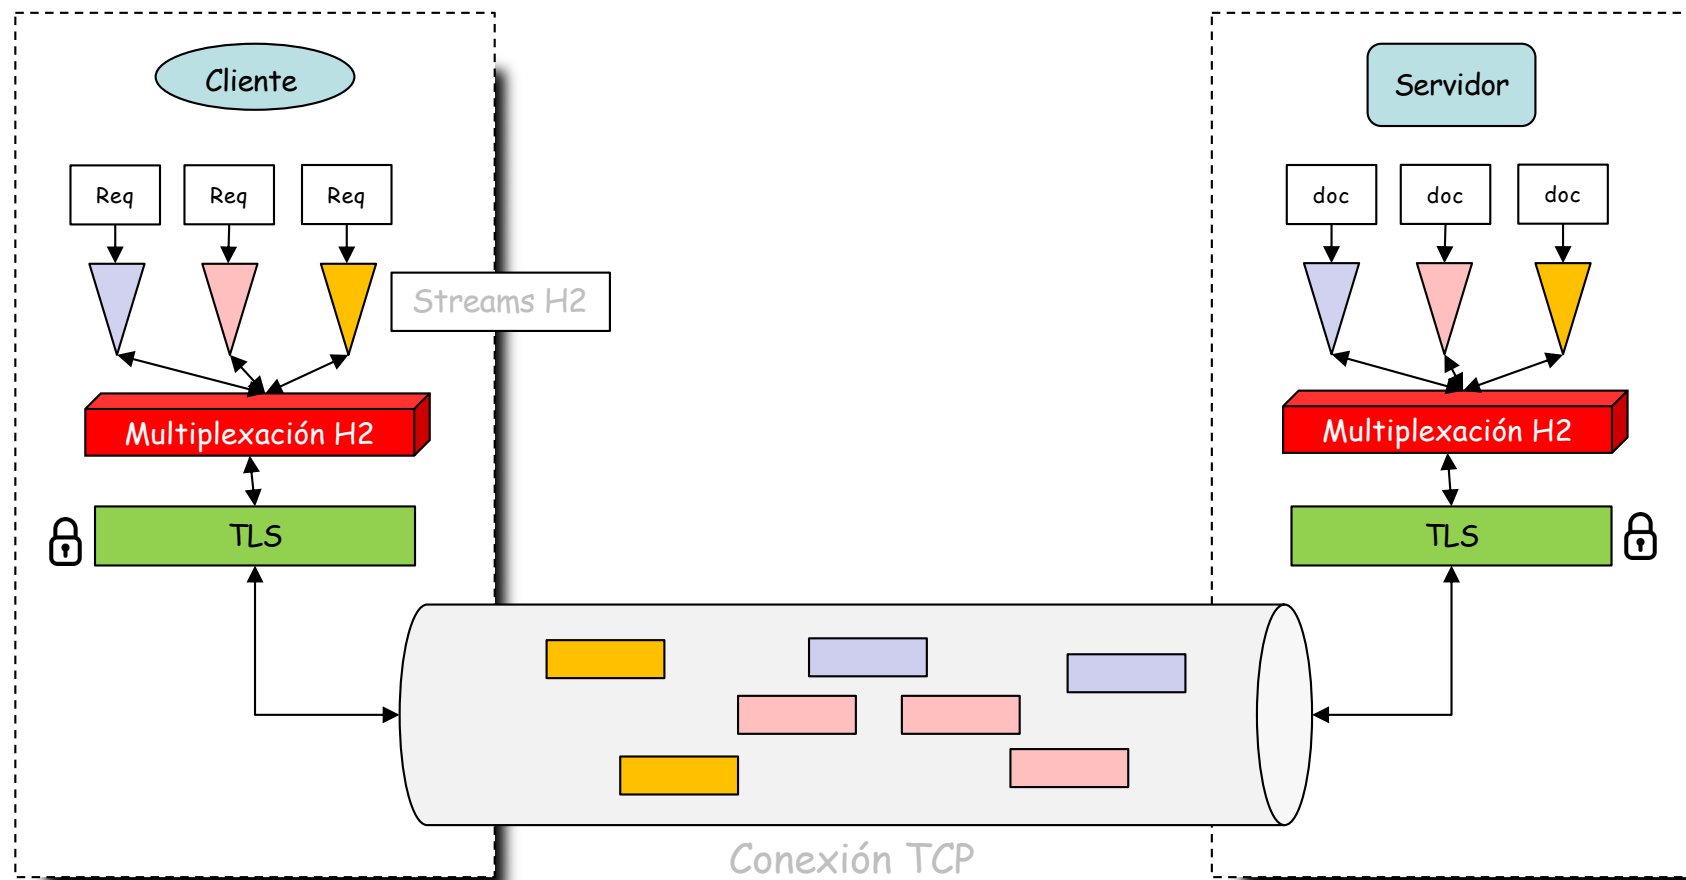 Cliente
Servidor
Req
Req
Req
doc
doc
doc
Streams H2
Multiplexación H2
Multiplexación H2
TLS
TLS
Conexión TCP